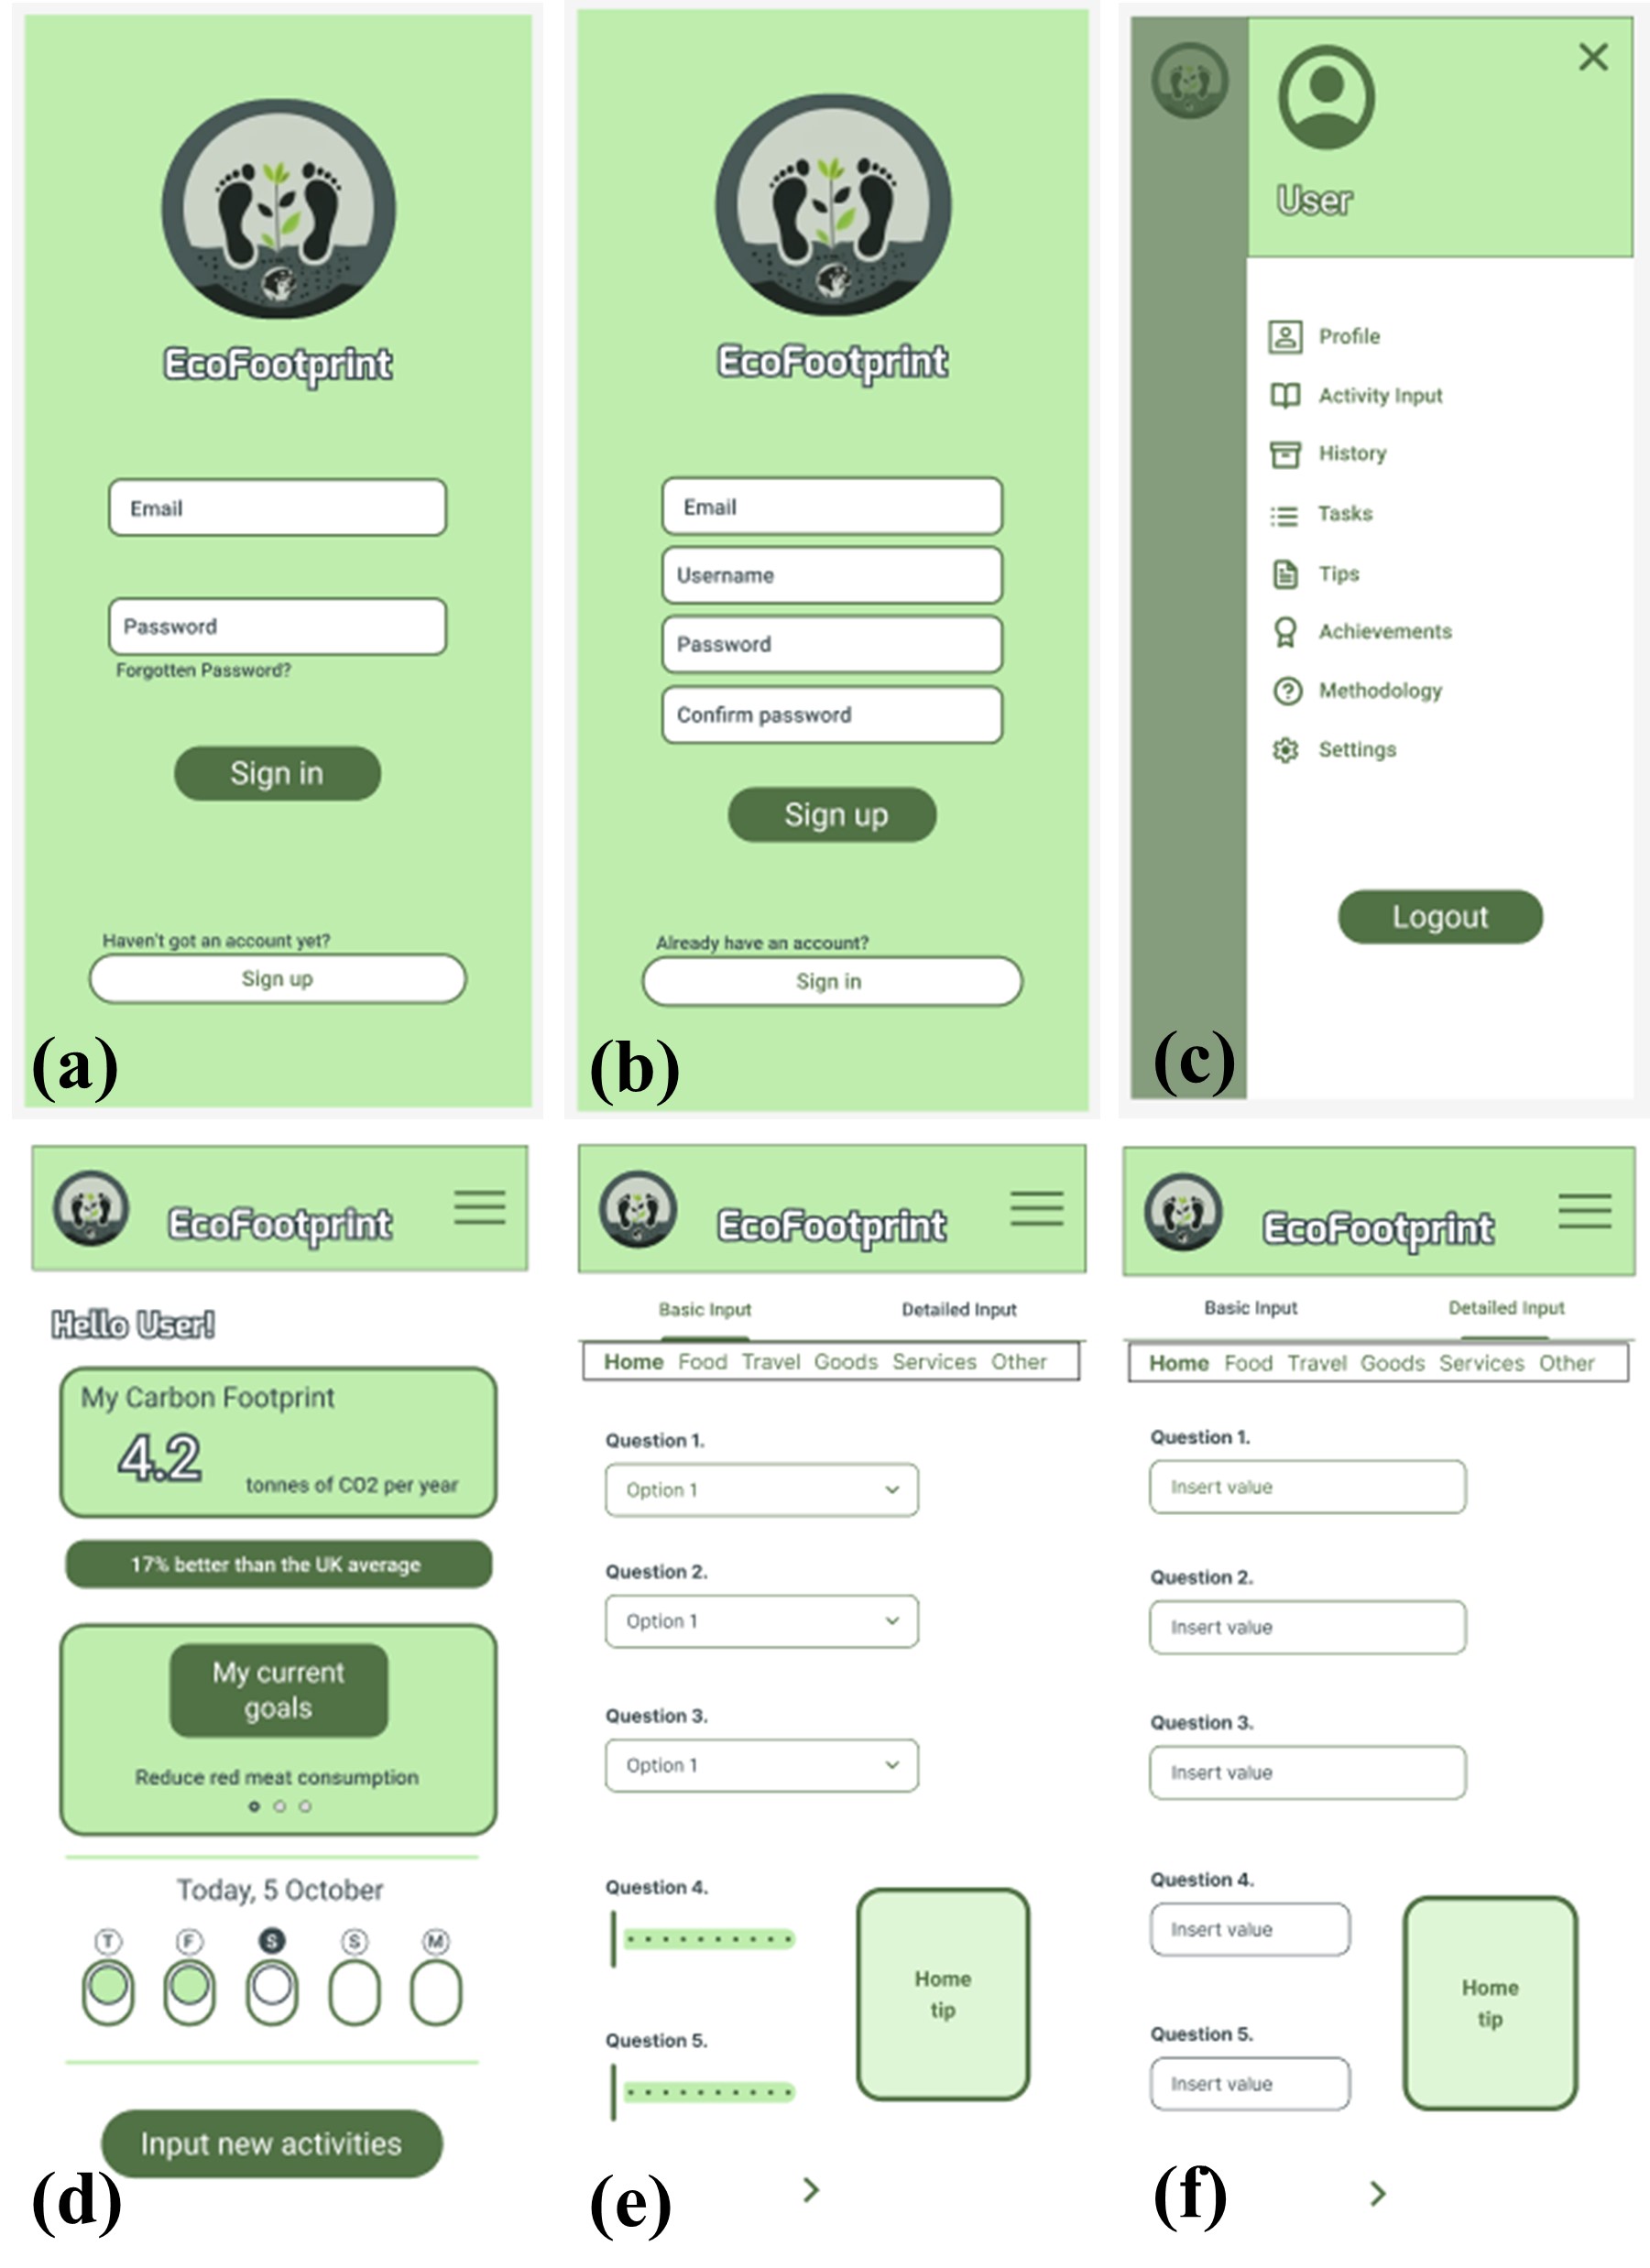 EcoFootprint
Email
Password
Forgotten Password?
Sign in
Haven't got an account yet?
Sign up
(a)
EcoFootprint
Email
Username
Password
Confirm password
Sign up
Already have an account?
Sign in
(b)
User
Profile
Activity Input
History
Tasks
Tips
Achievements
Methodology
Settings
Logout
(c)
EcoFootprint
Hello User!
My Carbon Footprint
4.2 tonnes of CO2 per year
17% better than the UK average
My current
goals
Reduce red meat consumption
Today, 5 October
T F S S M
Input new activities
(d)
EcoFootprint
Basic Input Detailed Input
Home Food Travel Goods Services Other
Question 1.
Option 1
Question 2.
Option 1
Question 3.
Option 1
Question 4.
Question 5.
Home
tip
(e)
EcoFootprint
Basic Input Detailed Input
Home Food Travel Goods Services Other
Question 1.
Insert value
Question 2.
Insert value
Question 3.
Insert value
Question 4.
Insert value
Question 5.
Insert value
Home
tip
(f)